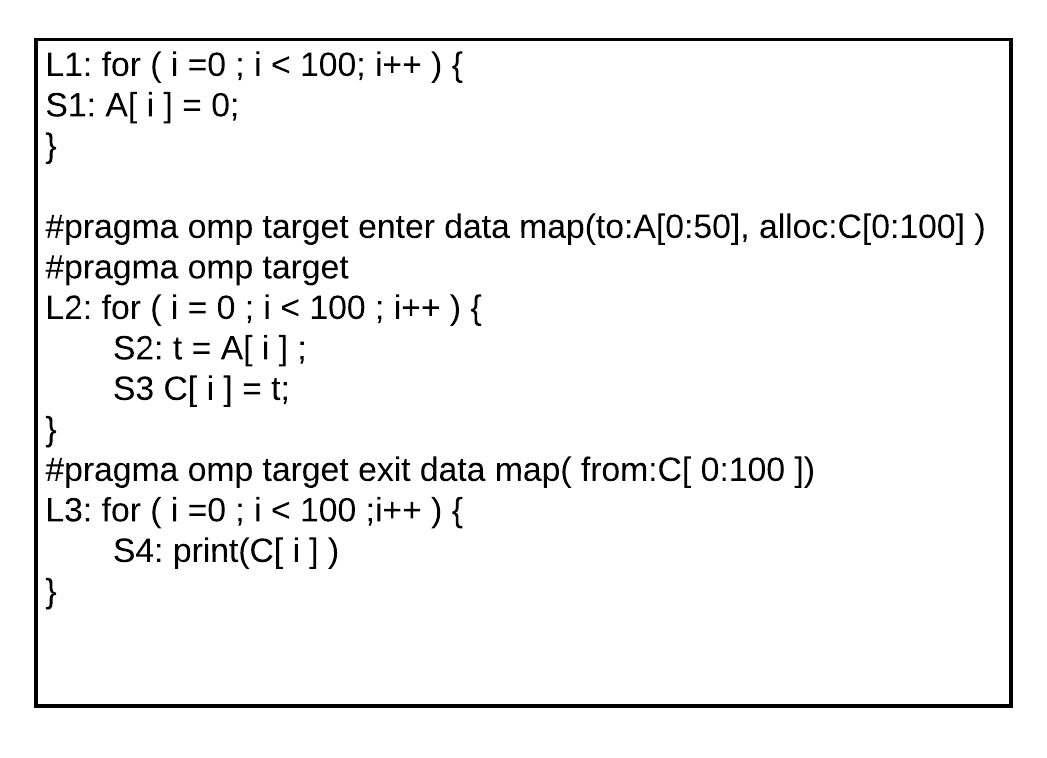 L1: for ( i =0 ; i < 100; i++ ) {
S1: A[ i ] = 0;
}
#pragma omp target enter data map(to:A[0:50], alloc:C[0:100] )
#pragma omp target
L2: for ( i = 0 ; i < 100 ; i++ ) {
S2: t = A[ i ] ;
S3 C[ i ] = t;
}
#pragma omp target exit data map( from:C[ 0:100 ])
L3: for ( i =0 ; i < 100 ;i++ ) {
S4: print(C[ i ] )
}